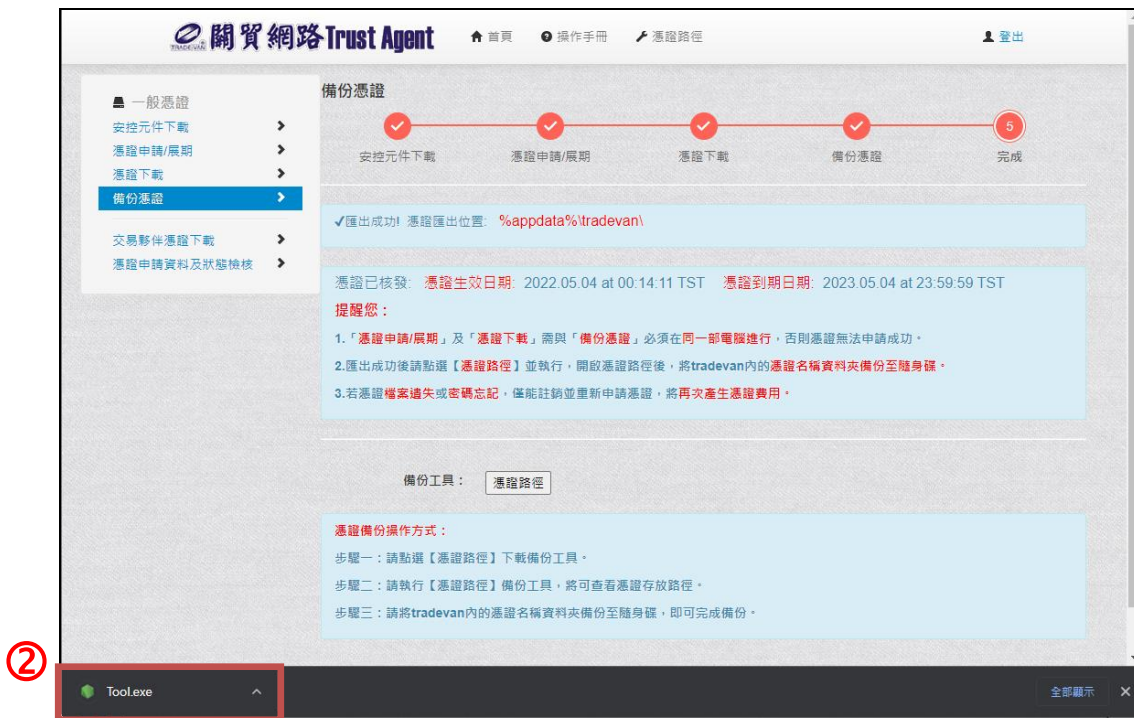 TRADEVAN 關貿網路 Trust Agent 首頁 操作手冊 憑證路徑 登出
一般憑證
安控元件下載
憑證申請/展期
憑證下載
備份憑證
交易夥伴憑證下載
憑證申請資料及狀態檢核
備份憑證
5
安控元件下載 憑證申請/展期 憑證下載 備份憑證 完成
✓匯出成功! 憑證匯出位置: %appdata%\tradevan\
憑證已核發: 憑證生效日期: 2022.05.04 at 00:14:11 TST 憑證到期日期: 2023.05.04 at 23:59:59 TST
提醒您：
1.「憑證申請/展期」及「憑證下載」需與「備份憑證」必須在同一部電腦進行，否則憑證無法申請成功。
2.匯出成功後請點選【憑證路徑】並執行，開啟憑證路徑後，將tradevan內的憑證名稱資料夾備份至隨身碟。
3.若憑證檔案遺失或密碼忘記，僅能註銷並重新申請憑證，將再次產生憑證費用。
備份工具： 憑證路徑
憑證備份操作方式：
步驟一：請點選【憑證路徑】下載備份工具。
步驟二：請執行【憑證路徑】備份工具，將可查看憑證存放路徑。
步驟三：請將tradevan內的憑證名稱資料夾備份至隨身碟，即可完成備份。
②
Tool.exe 全部顯示